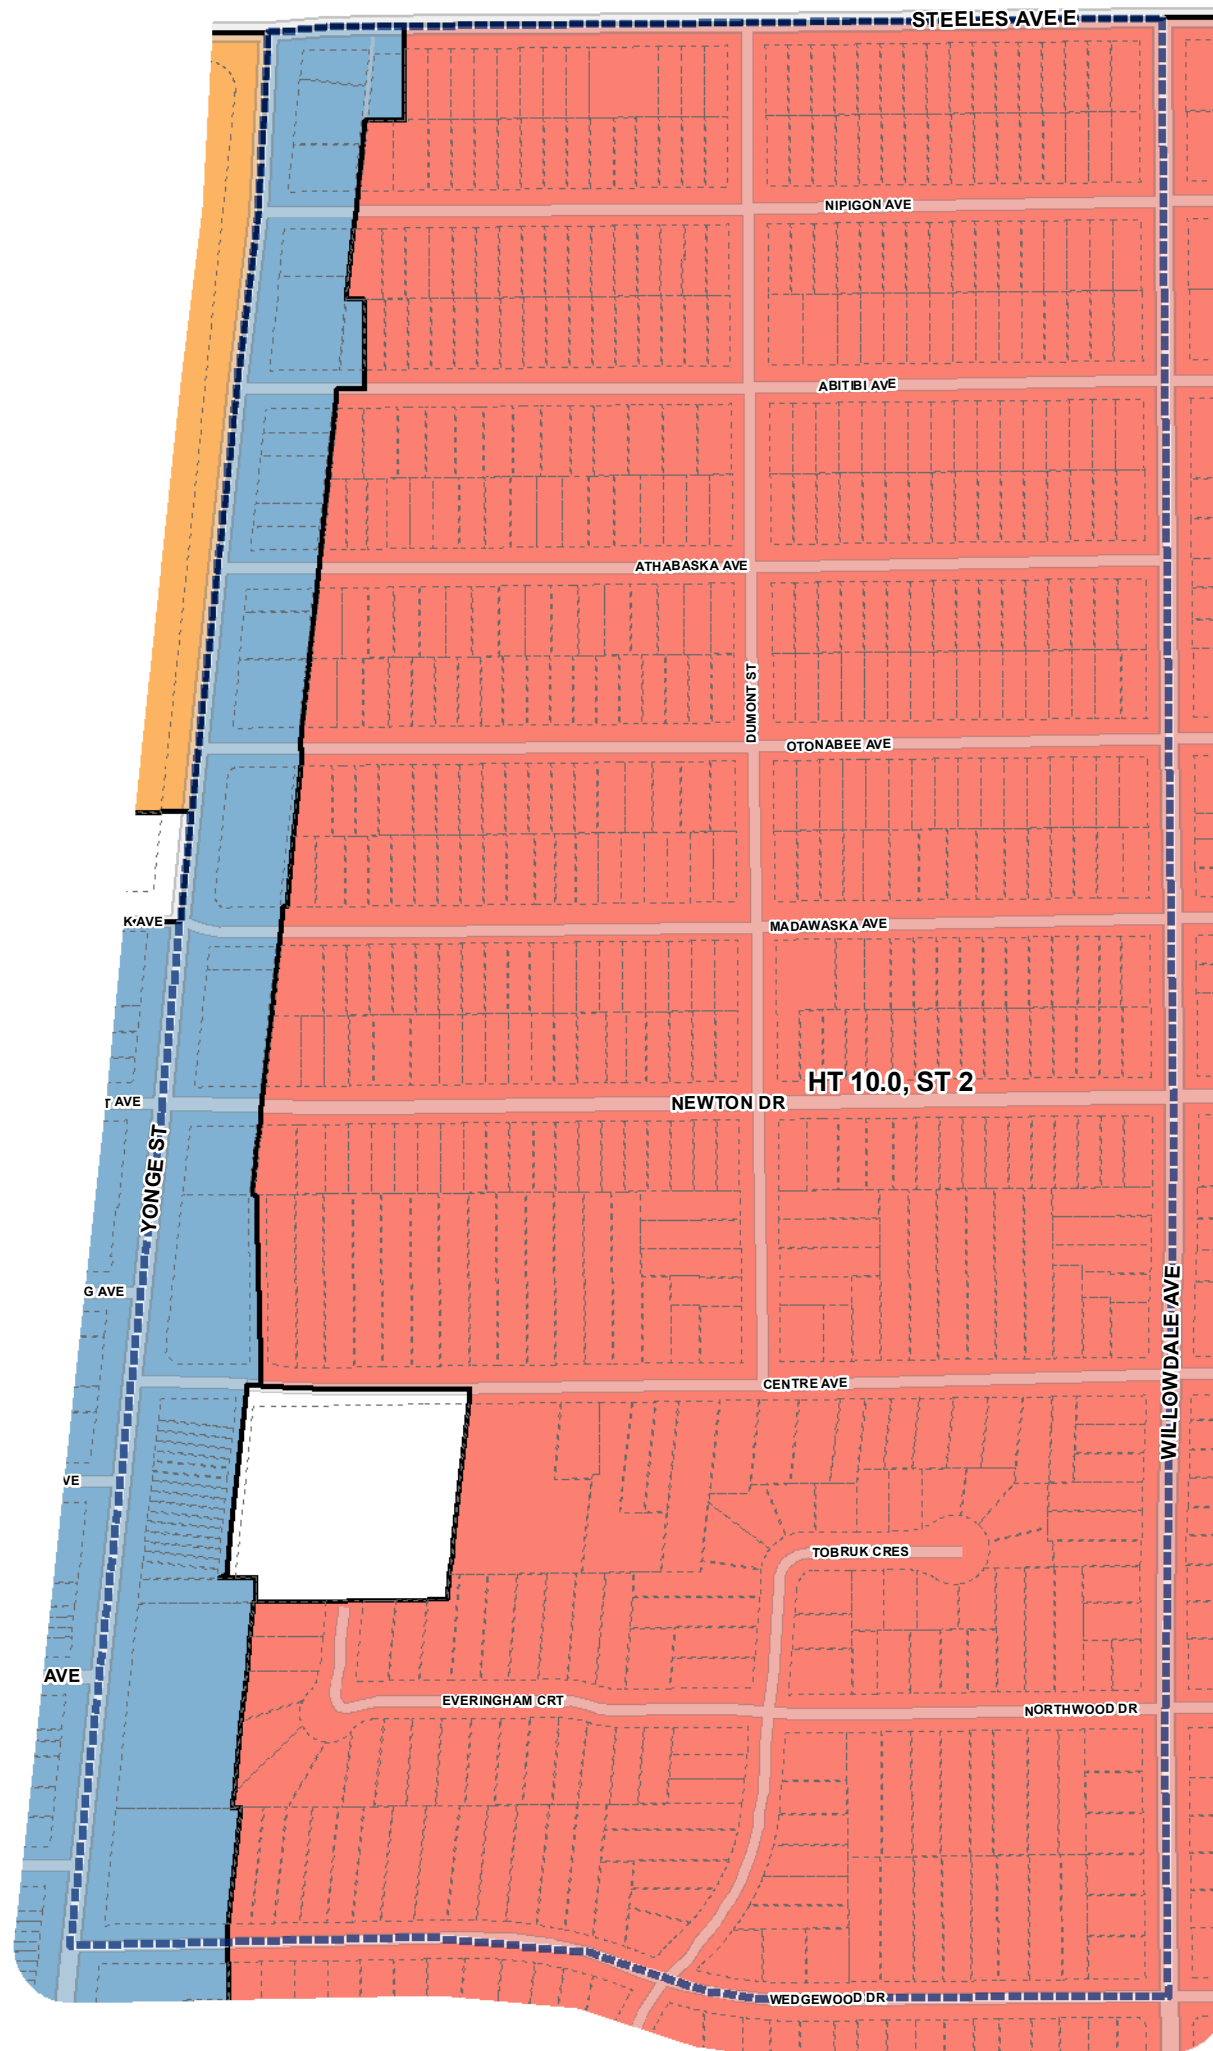 STEELES AVE E
NIPIGON AVE
ABITIBI AVE
ATHABASKA AVE
DUMONT ST
OTONABEE AVE
K AVE
MADAWASKA AVE
HT 10.0, ST 2
T AVE
NEWTON DR
YONGE ST
G AVE
WILLOWDALE AVE
CENTRE AVE
VE
TOBRUK CRES
AVE
EVERINGHAM CRT
NORTHWOOD DR
WEDGEWOOD DR